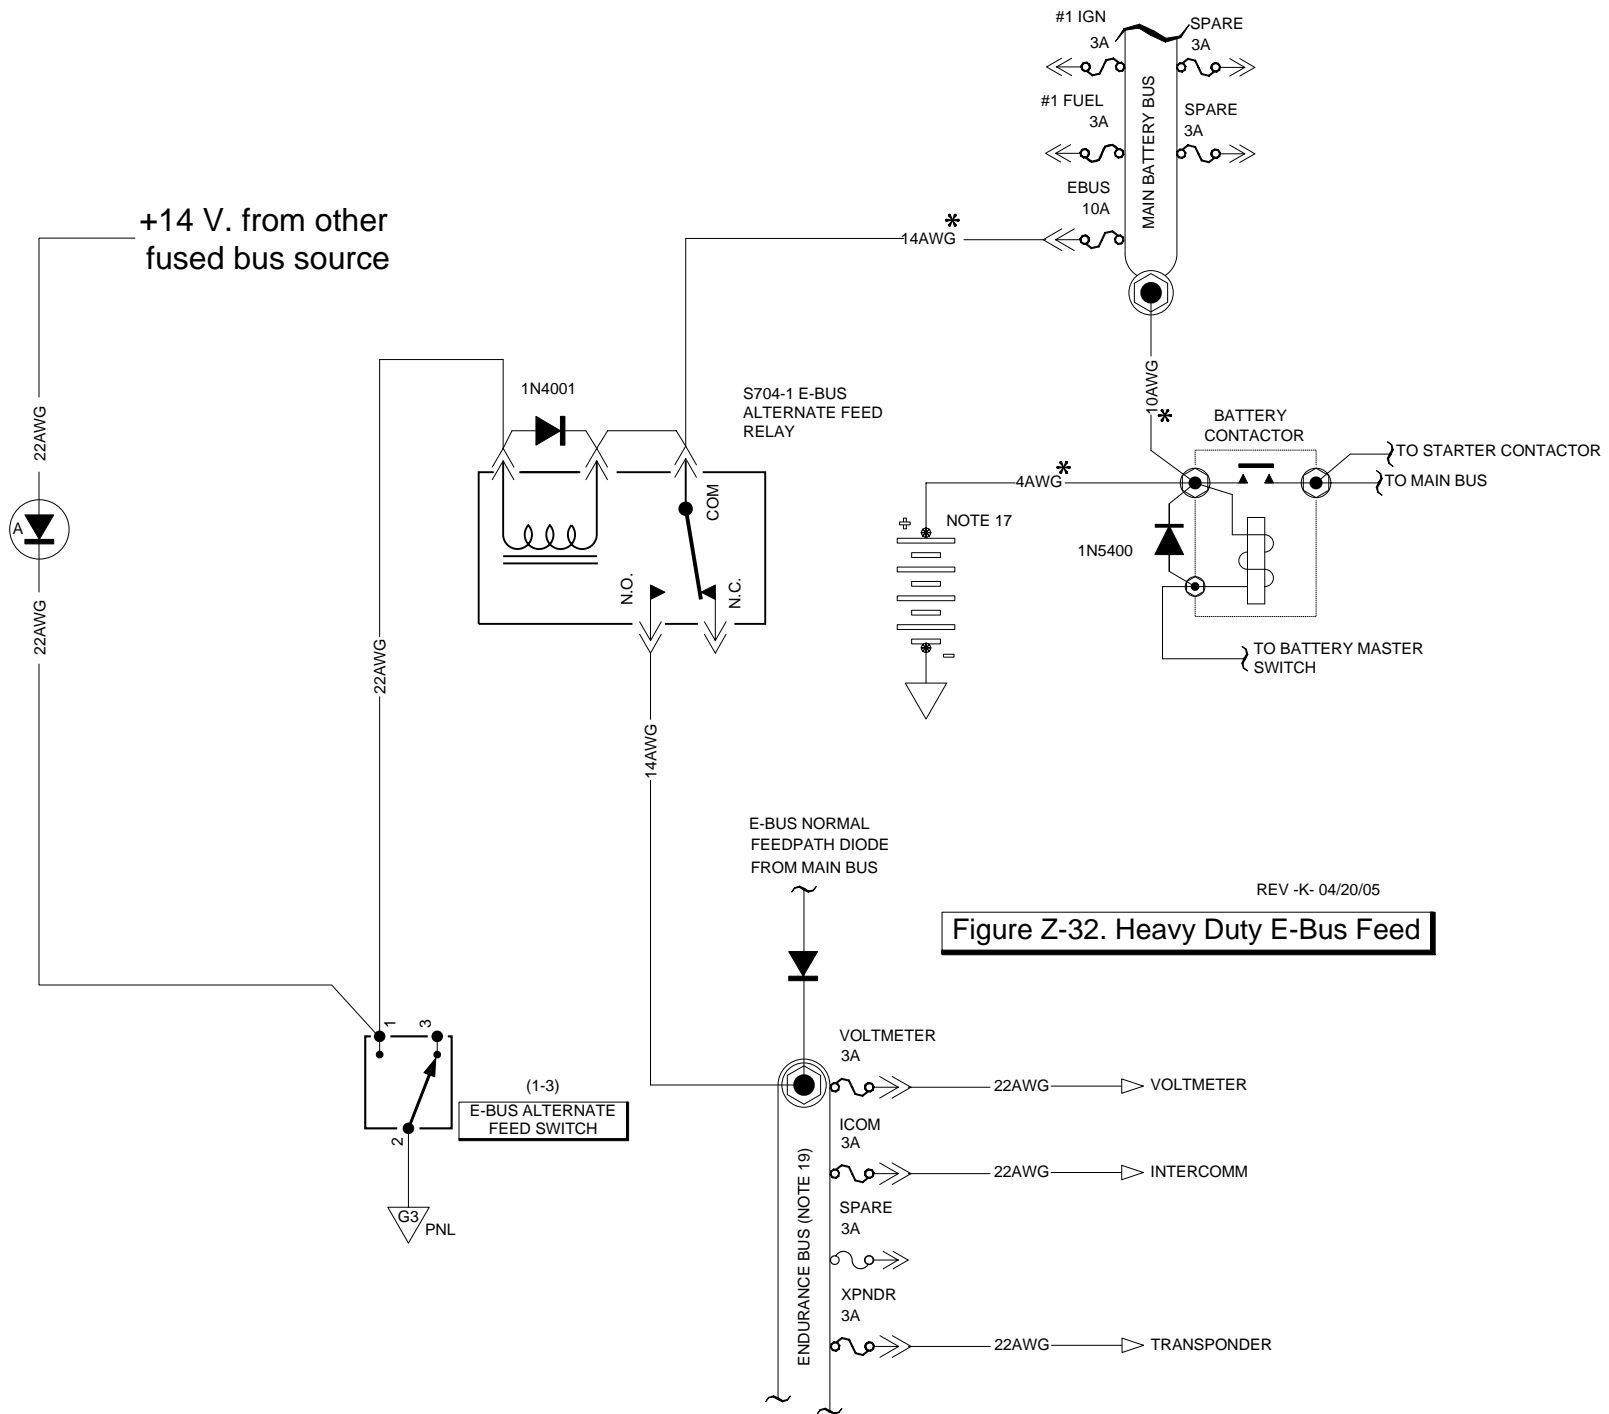 #1 IGN
3A
SPARE
3A
#1 FUEL
3A
SPARE
3A
EBUS
10A
MAIN BATTERY BUS
+14 V. from other
fused bus source
14AWG *
10AWG *
22AWG
A
22AWG
22AWG
1N4001
S704-1 E-BUS
ALTERNATE FEED
RELAY
COM
N.O.
N.C.
BATTERY
CONTACTOR
TO STARTER CONTACTOR
TO MAIN BUS
4AWG *
+
NOTE 17
-
1N5400
TO BATTERY MASTER
SWITCH
14AWG
E-BUS NORMAL
FEEDPATH DIODE
FROM MAIN BUS
REV -K- 04/20/05
Figure Z-32. Heavy Duty E-Bus Feed
1
3
2
(1-3)
E-BUS ALTERNATE
FEED SWITCH
G3
PNL
ENDURANCE BUS (NOTE 19)
VOLTMETER
3A
22AWG
VOLTMETER
ICOM
3A
22AWG
INTERCOMM
SPARE
3A
XPNDR
3A
22AWG
TRANSPONDER